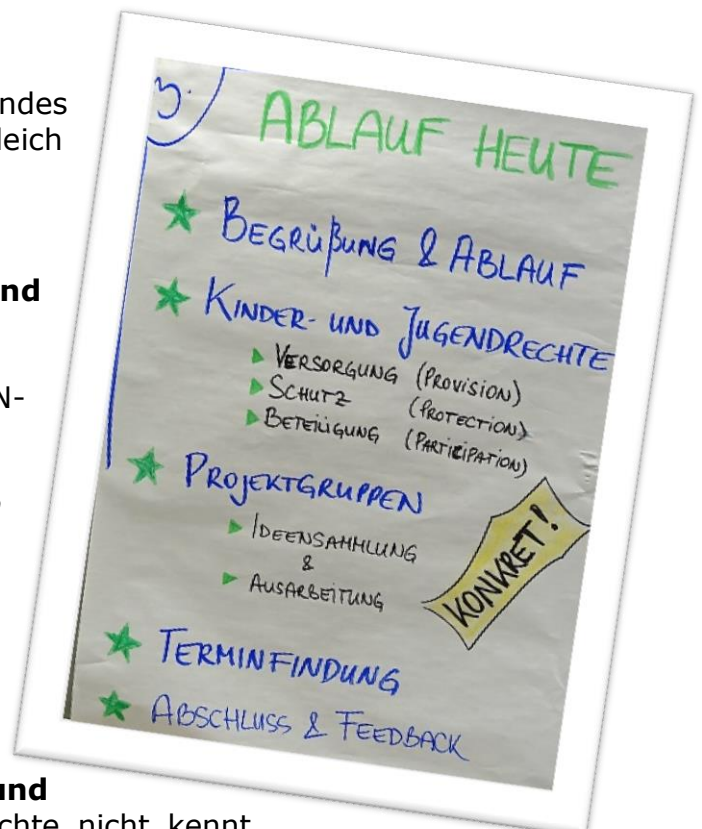 ndes
leich
nd
N-
3.
ABLAUF HEUTE
BEGRÜßUNG & ABLAUF
KINDER- UND JUGENDRECHTE
VERSORGUNG (PROVISION)
SCHUTZ (PROTECTION)
BETEILIGUNG (PARTICIPATION)
PROJEKTGRUPPEN
IDEENSAMMLUNG
&
AUSARBEITUNG
KONKRET!
TERMINFINDUNG
ABSCHLUSS & FEEDBACK
und
chte nicht kennt